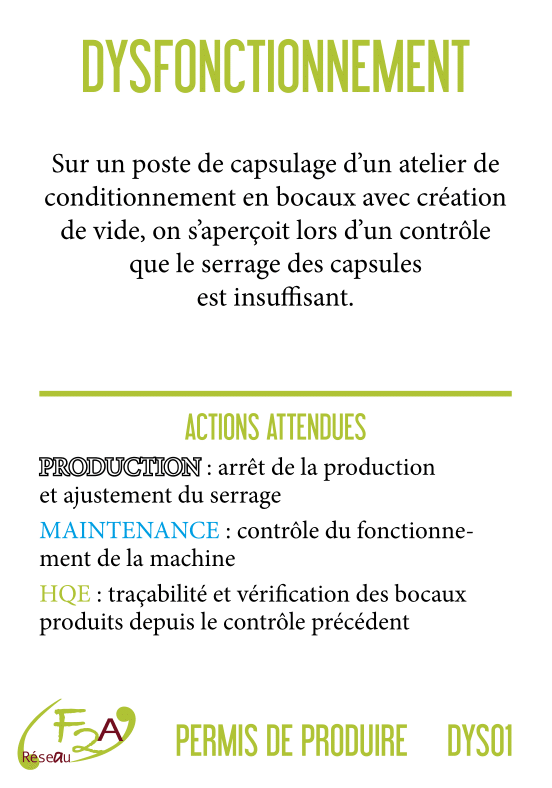 DYSFONCTIONNEMENT
Sur un poste de capsulage d’un atelier de
conditionnement en bocaux avec création
de vide, on s’aperçoit lors d’un contrôle
que le serrage des capsules
est insuffisant.
ACTIONS ATTENDUES
PRODUCTION : arrêt de la production
et ajustement du serrage
MAINTENANCE : contrôle du fonctionne-
ment de la machine
HQE : traçabilité et vérification des bocaux
produits depuis le contrôle précédent
F2A
Réseau
PERMIS DE PRODUIRE DYS01